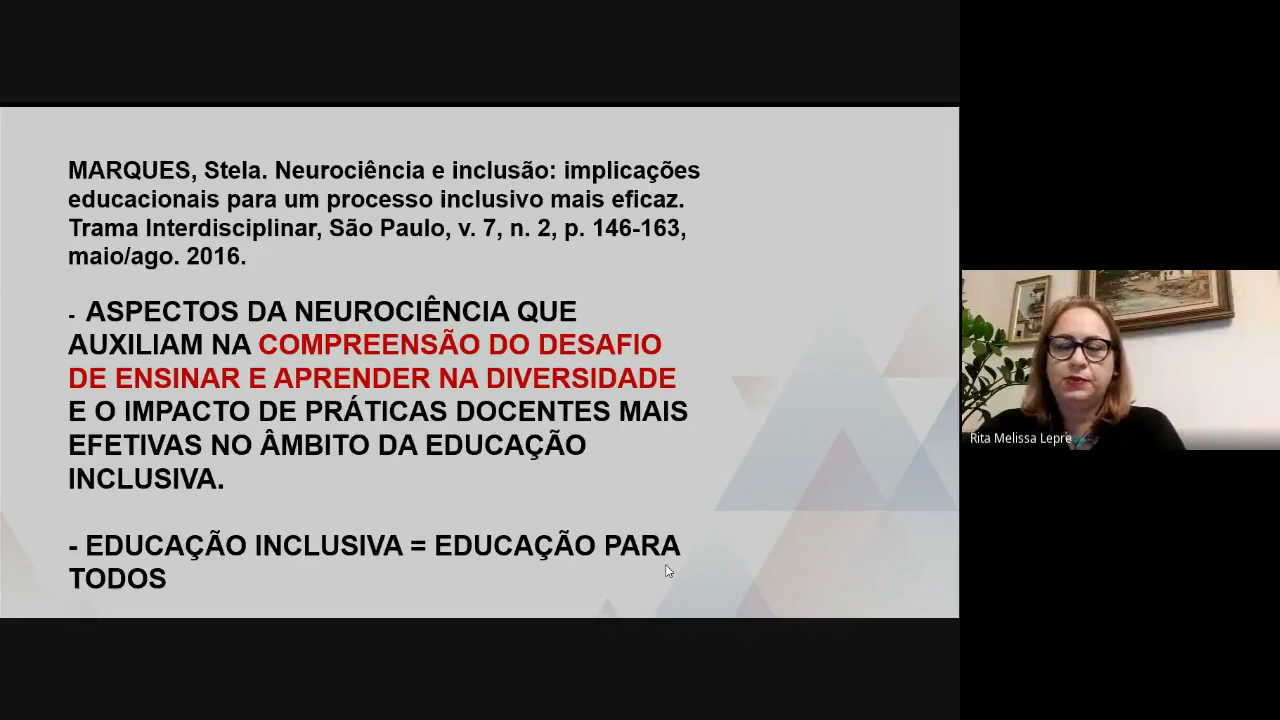 MARQUES, Stela. Neurociência e inclusão: implicações
educacionais para um processo inclusivo mais eficaz.
Trama Interdisciplinar, São Paulo, v. 7, n. 2, p. 146-163,
maio/ago. 2016.
- ASPECTOS DA NEUROCIÊNCIA QUE
AUXILIAM NA COMPREENSÃO DO DESAFIO
DE ENSINAR E APRENDER NA DIVERSIDADE
E O IMPACTO DE PRÁTICAS DOCENTES MAIS
EFETIVAS NO ÂMBITO DA EDUCAÇÃO
INCLUSIVA.
- EDUCAÇÃO INCLUSIVA = EDUCAÇÃO PARA
TODOS
Rita Melissa Lepre